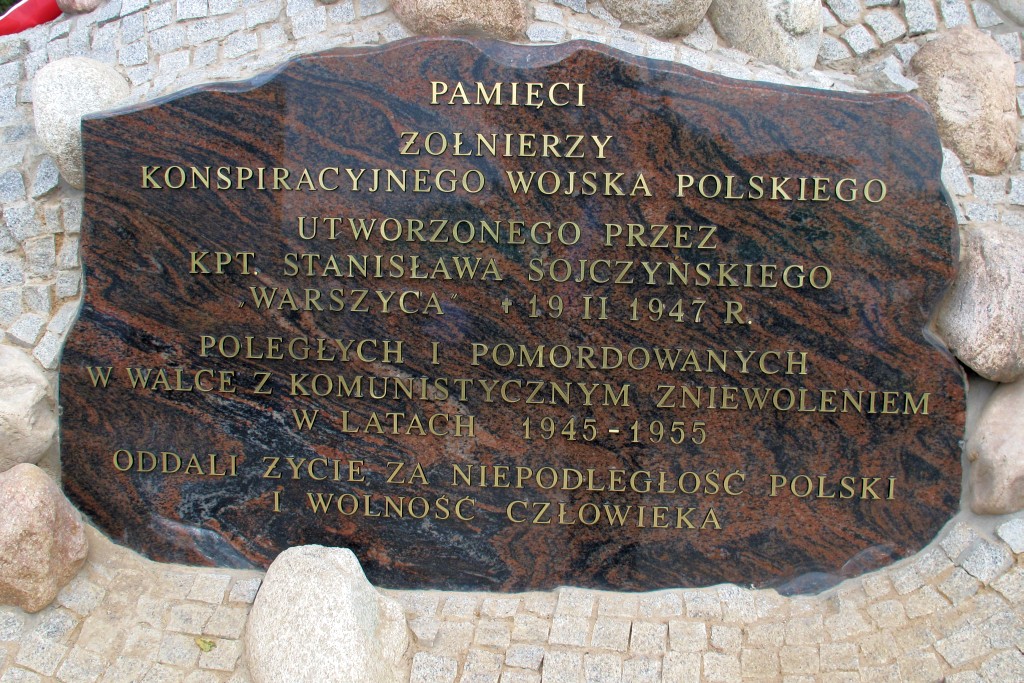 PAMIĘCI
ŻOŁNIERZY
KONSPIRACYJNEGO WOJSKA POLSKIEGO
UTWORZONEGO PRZEZ
KPT. STANISŁAWA SOJCZYŃSKIEGO
„WARSZYCA” † 19 II 1947 R.
POLEGŁYCH I POMORDOWANYCH
W WALCE Z KOMUNISTYCZNYM ZNIEWOLENIEM
W LATACH 1945-1955
ODDALI ŻYCIE ZA NIEPODLEGŁOŚĆ POLSKI
I WOLNOŚĆ CZŁOWIEKA